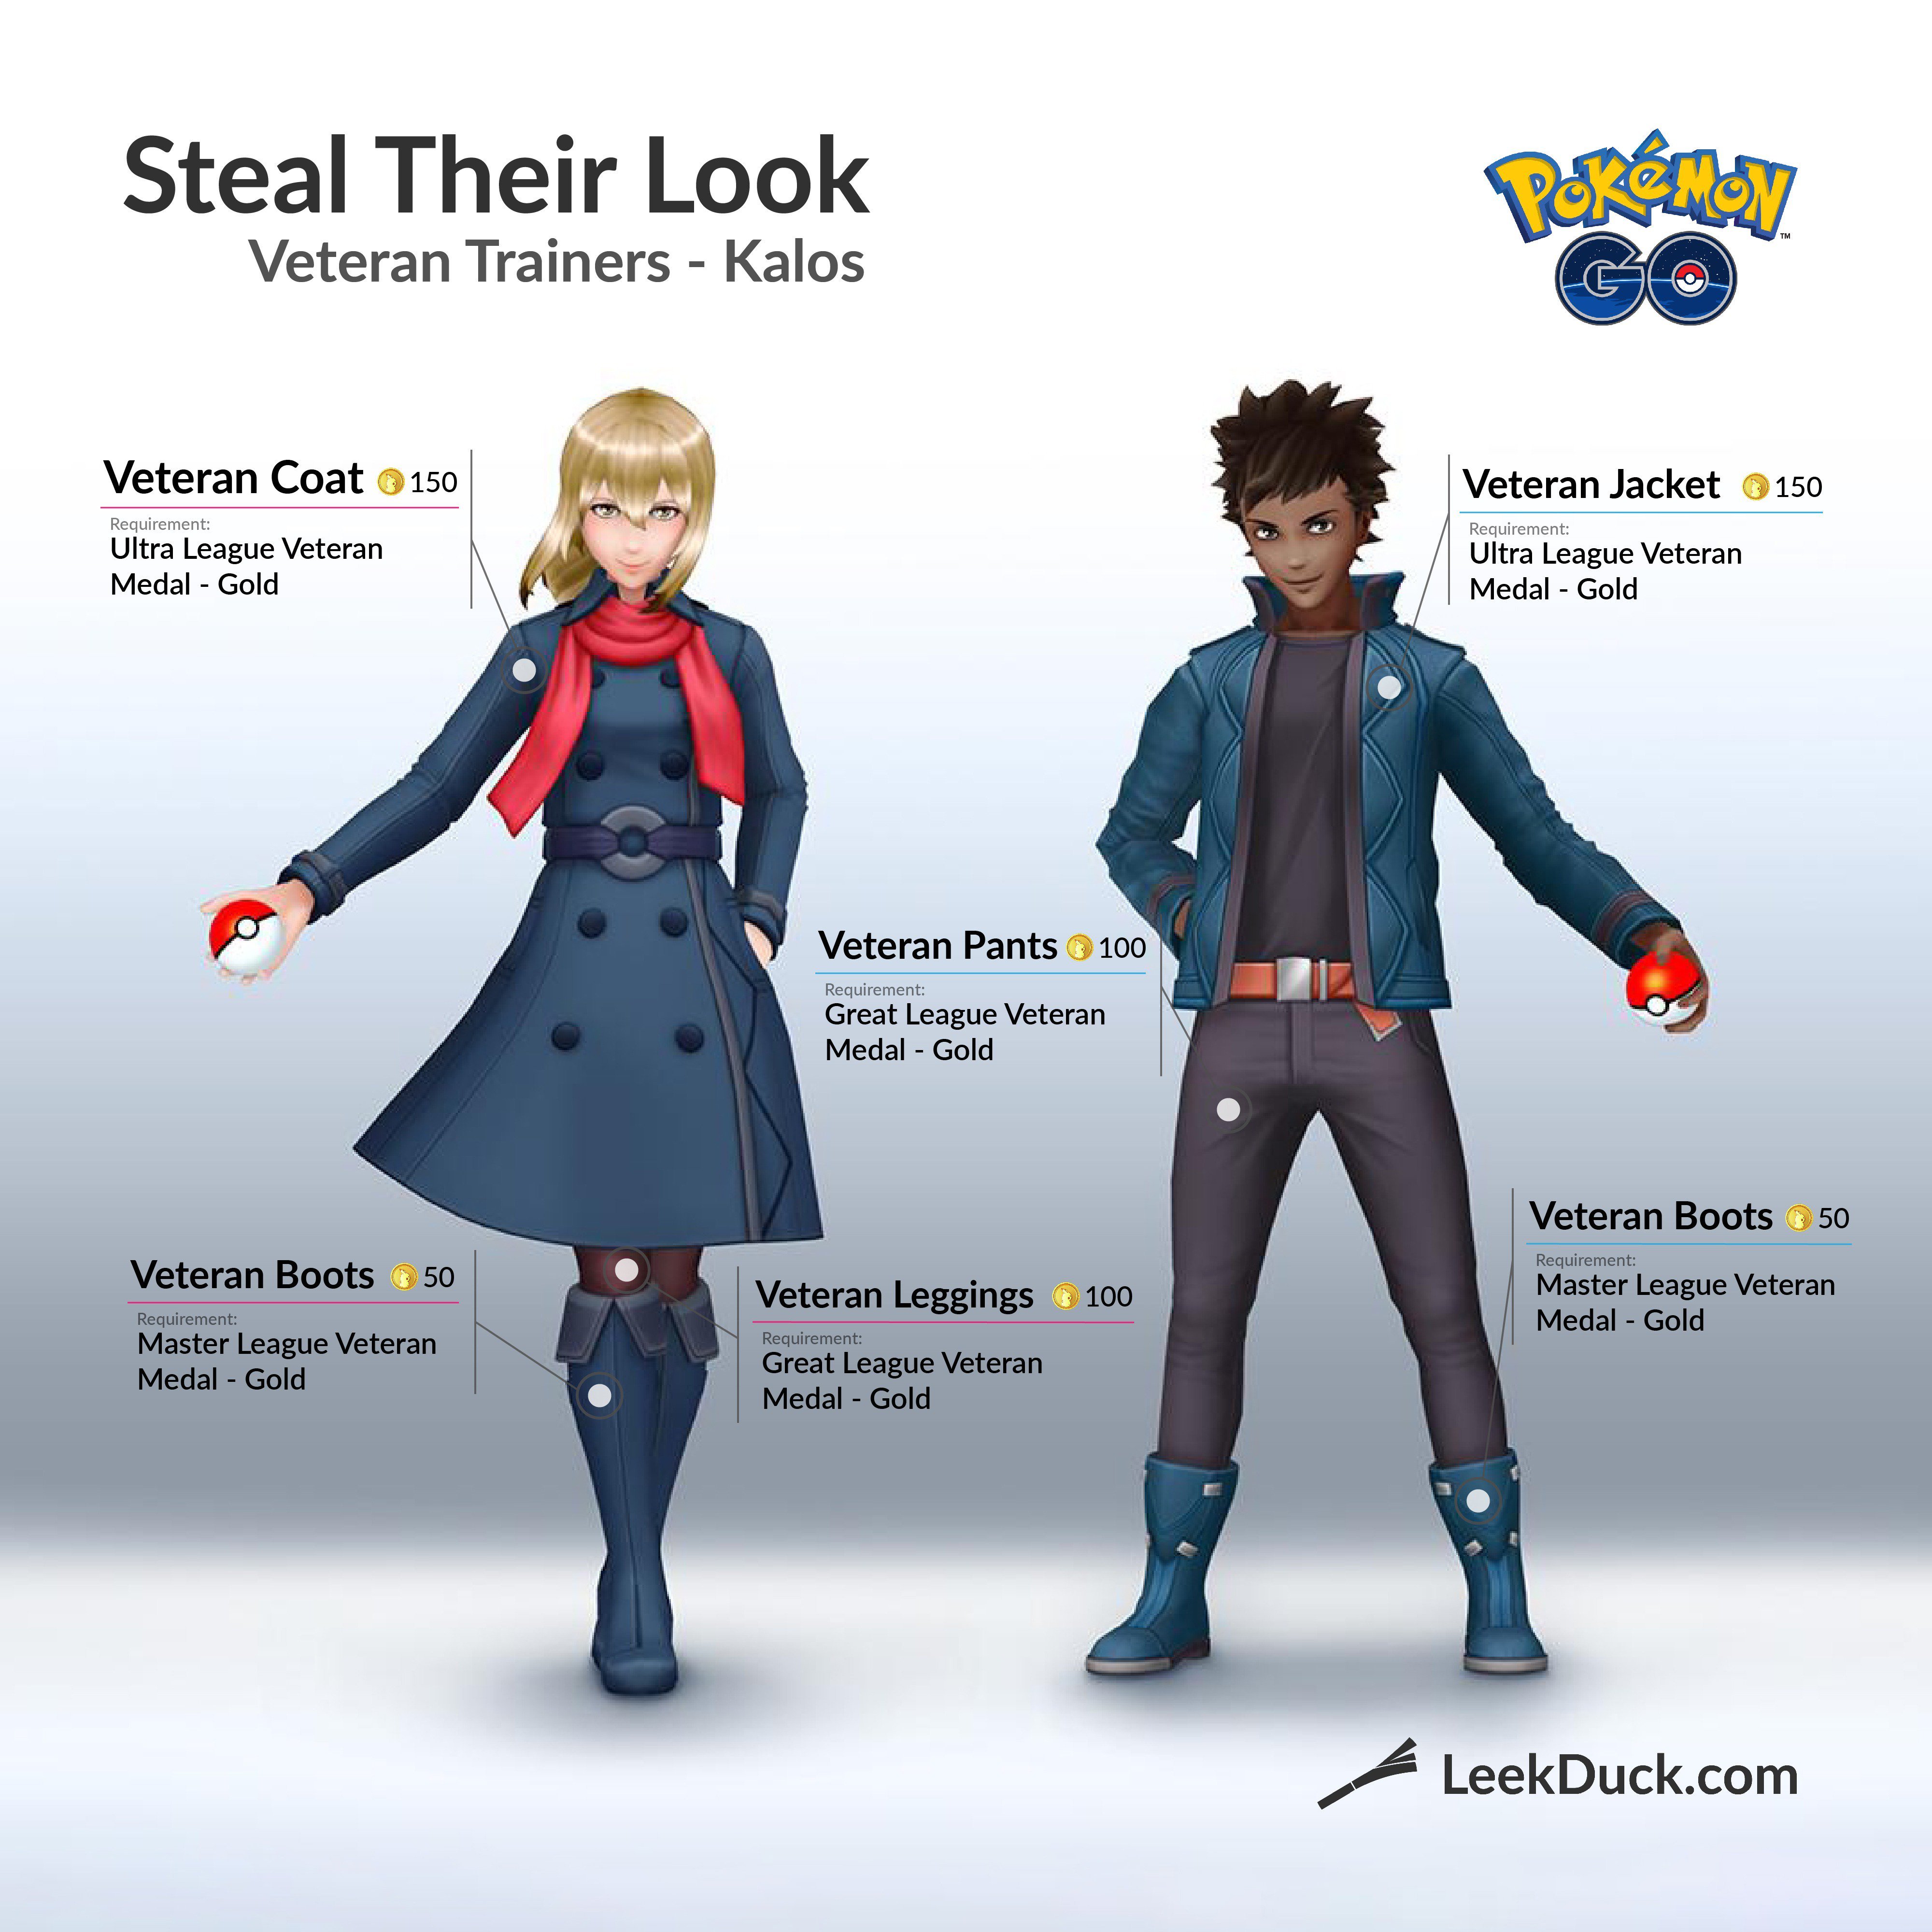 Steal Their Look
Veteran Trainers - Kalos
POKéMON
™
GO
Veteran Coat 150
Requirement:
Ultra League Veteran
Medal - Gold
Veteran Jacket 150
Requirement:
Ultra League Veteran
Medal - Gold
Veteran Pants 100
Requirement:
Great League Veteran
Medal - Gold
Veteran Boots 50
Requirement:
Master League Veteran
Medal - Gold
Veteran Leggings 100
Requirement:
Great League Veteran
Medal - Gold
Veteran Boots 50
Requirement:
Master League Veteran
Medal - Gold
LeekDuck.com